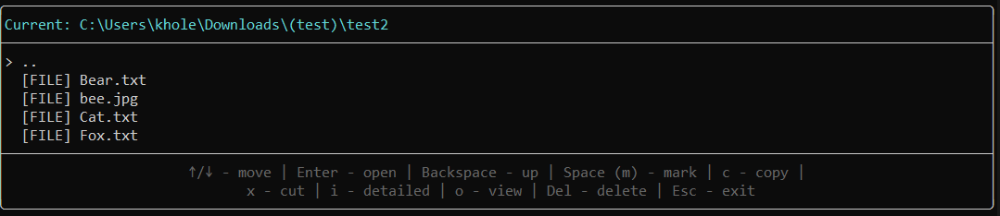 Current: C:\Users\khole\Downloads\(test)\test2
> ..
[FILE] Bear.txt
[FILE] bee.jpg
[FILE] Cat.txt
[FILE] Fox.txt
↑/↓ - move | Enter - open | Backspace - up | Space (m) - mark | c - copy |
x - cut | i - detailed | o - view | Del - delete | Esc - exit